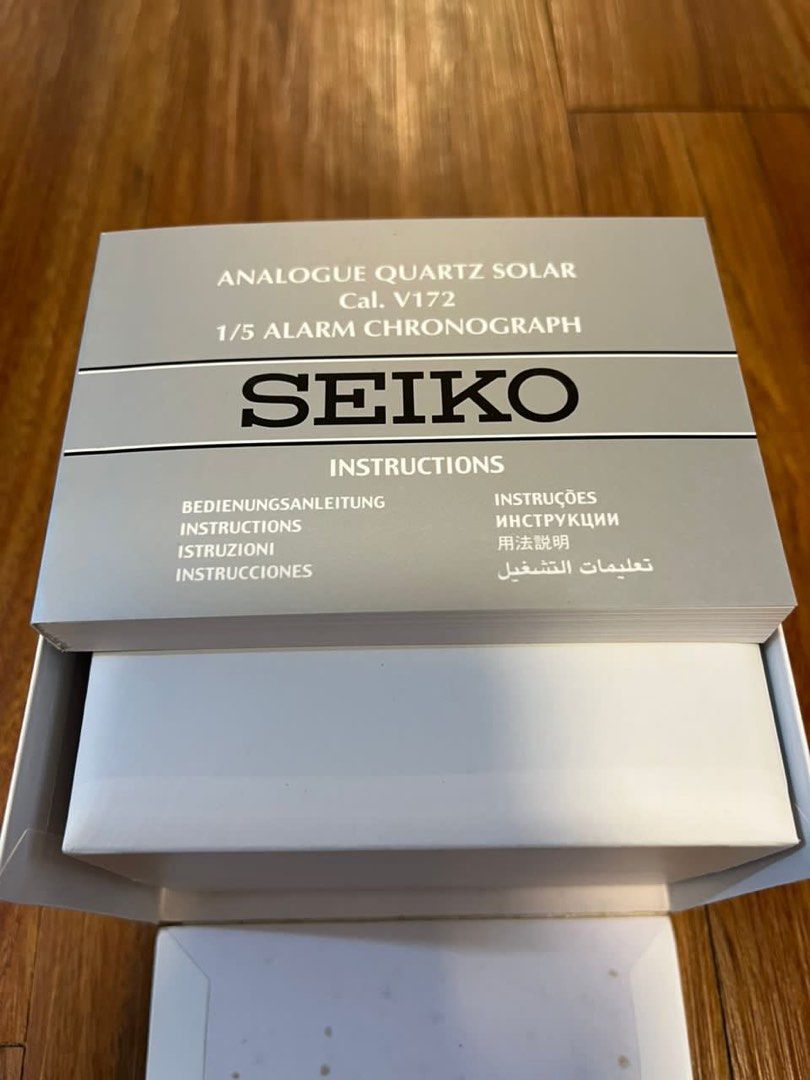 ANALOGUE QUARTZ SOLAR
Cal. V172
1/5 ALARM CHRONOGRAPH
SEIKO
INSTRUCTIONS
BEDIENUNGSANLEITUNG
INSTRUCTIONS
ISTRUZIONI
INSTRUCCIONES
INSTRUÇÕES
ИНСТРУКЦИИ
用法説明
تعليمات التشغيل